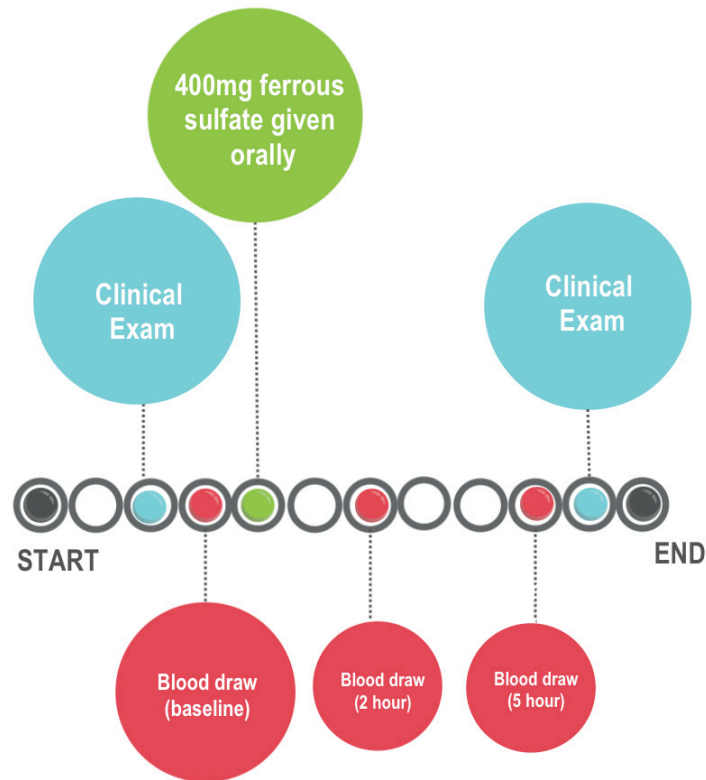 400mg ferrous
sulfate given
orally
Clinical
Exam
Clinical
Exam
START
END
Blood draw
(baseline)
Blood draw
(2 hour)
Blood draw
(5 hour)